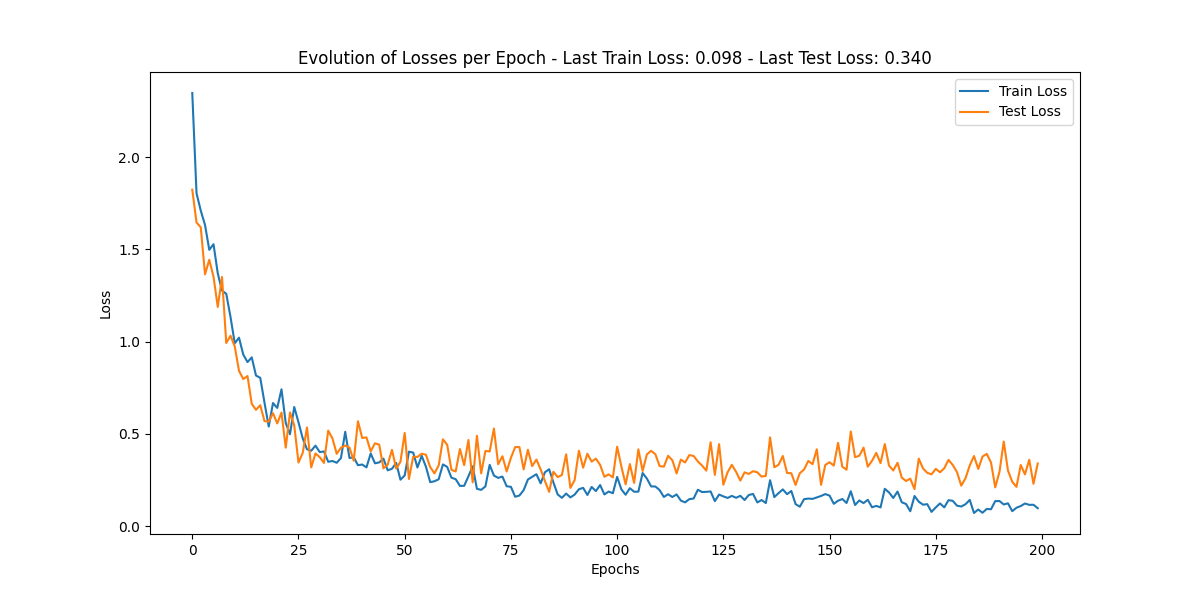 Evolution of Losses per Epoch - Last Train Loss: 0.098 - Last Test Loss: 0.340
Train Loss
Test Loss
2.0
1.5
1.0
0.5
0.0
Loss
0 25 50 75 100 125 150 175 200
Epochs